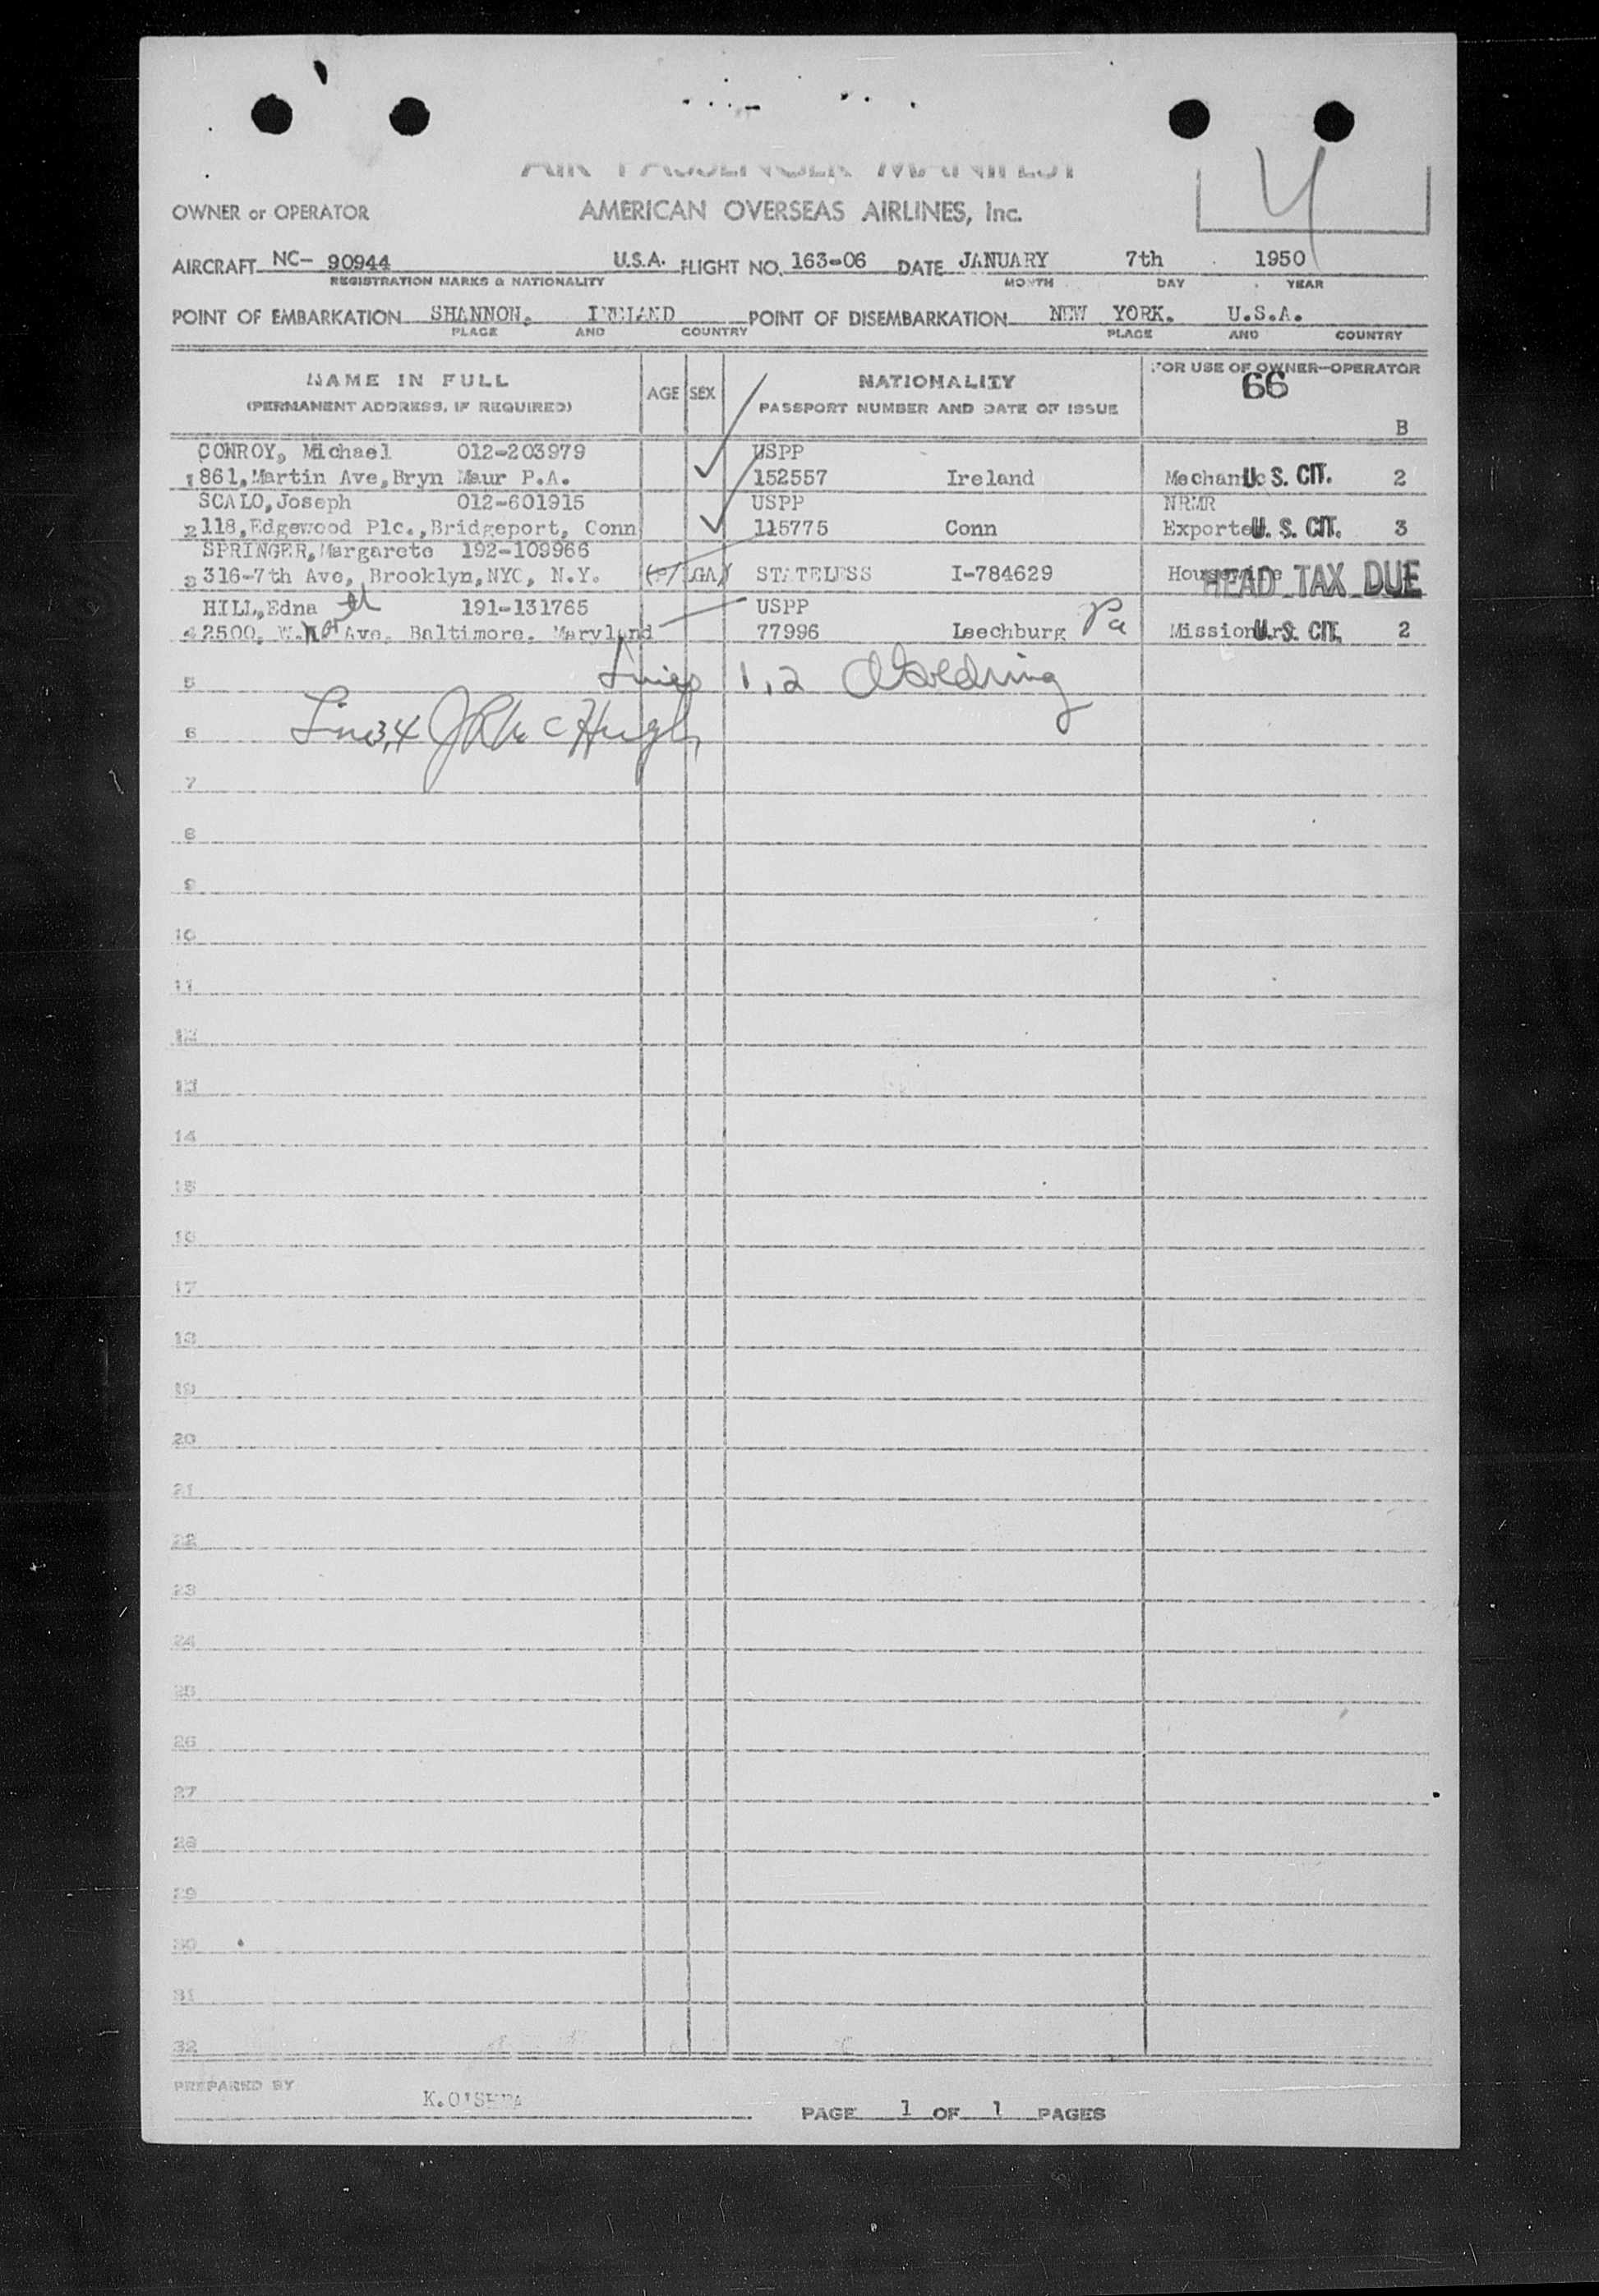 AIR PASSENGER MANIFEST
4
OWNER or OPERATOR AMERICAN OVERSEAS AIRLINES, Inc.
AIRCRAFT NC- 90944 U.S.A. FLIGHT NO. 163-06 DATE JANUARY 7th 1950
REGISTRATION MARKS & NATIONALITY MONTH DAY YEAR
POINT OF EMBARKATION SHANNON, IRELAND POINT OF DISEMBARKATION NEW YORK. U.S.A.
PLACE AND COUNTRY PLACE AND COUNTRY
NAME IN FULL AGE SEX NATIONALITY FOR USE OF OWNER-OPERATOR
(PERMANENT ADDRESS, IF REQUIRED) PASSPORT NUMBER AND DATE OF ISSUE 66
B
CONROY, Michael 012-203979 USPP
1 861,Martin Ave,Bryn Maur P.A. 152557 Ireland Mechanic U.S. CIT. 2
SCALO,Joseph 012-601915 USPP NRMR
2 118,Edgewood Plc.,Bridgeport, Conn 115775 Conn Exporter U. S. CIT. 3
SPRINGER,Margarete 192-109966
3 316-7th Ave, Brooklyn,NYC, N.Y. (GA) STATELESS I-784629 Housewife HEAD TAX DUE
HILL,Edna 191-131765 USPP
4 2500, W. Ave, Baltimore, Maryland 77996 Leechburg Pa Missionary U.S. CIT. 2
5 Lines 1,2
6 Line 3,4 J R McHugh
7
8
9
10
11
12
13
14
15
16
17
18
19
20
21
22
23
24
25
26
27
28
29
30
31
32
PREPARED BY K.O'SHEA
PAGE 1 OF 1 PAGES